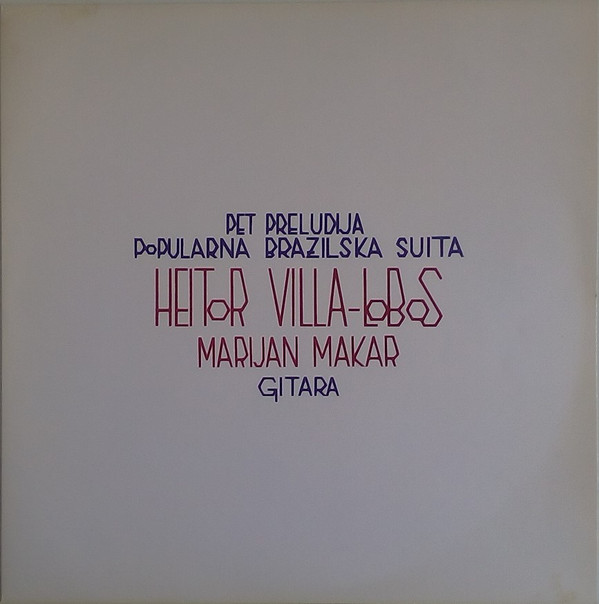 PET PRELUDIJA
POPULARNA BRAZILSKA SUITA
HEITOR VILLA-LOBOS
MARIJAN MAKAR
GITARA